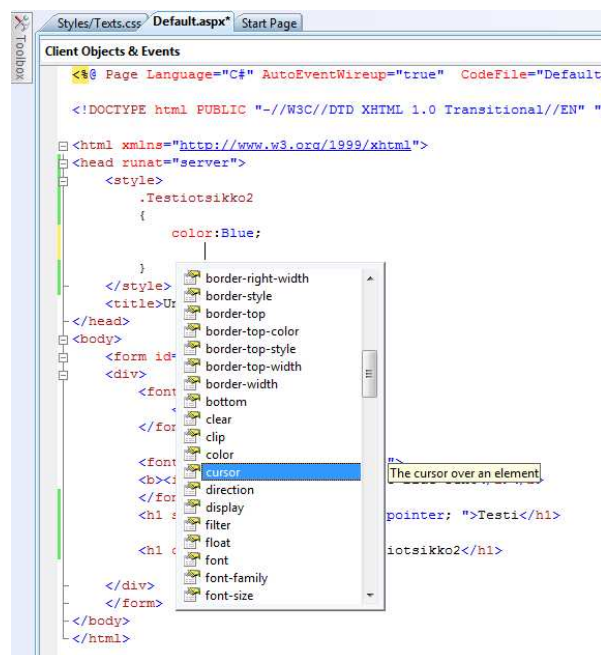 Styles/Texts.css Default.aspx* Start Page
Toolbox
Client Objects & Events
<%@ Page Language="C#" AutoEventWireup="true" CodeFile="Default
<!DOCTYPE html PUBLIC "-//W3C//DTD XHTML 1.0 Transitional//EN" "
<html xmlns="http://www.w3.org/1999/xhtml">
<head runat="server">
<style>
.Testiotsikko2
{
color:Blue;
}
</style>
<title>Un
</head>
<body>
<form id=
<div>
<font
<
</fon
<font ">
<b><i
</fon
<h1 s pointer; ">Testi</h1>
<h1 c iotsikko2</h1>
</div>
</form>
</body>
</html>
border-right-width
border-style
border-top
border-top-color
border-top-style
border-top-width
border-width
bottom
clear
clip
color
cursor
direction
display
filter
float
font
font-family
font-size
The cursor over an element